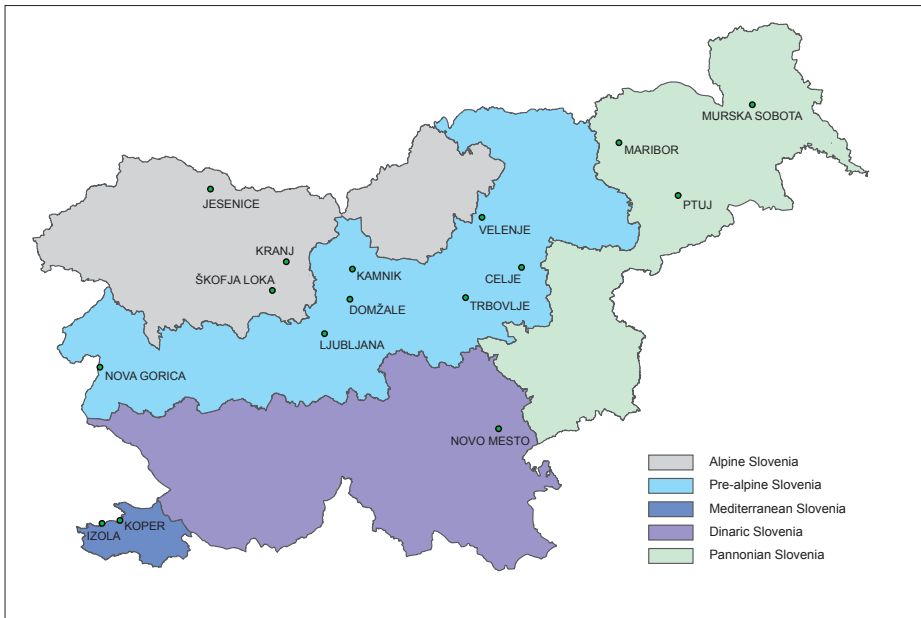 MURSKA SOBOTA
MARIBOR
JESENICE
PTUJ
VELENJE
KRANJ
KAMNIK
CELJE
ŠKOFJA LOKA
DOMŽALE
TRBOVLJE
LJUBLJANA
NOVA GORICA
NOVO MESTO
KOPER
IZOLA
Alpine Slovenia
Pre-alpine Slovenia
Mediterranean Slovenia
Dinaric Slovenia
Pannonian Slovenia